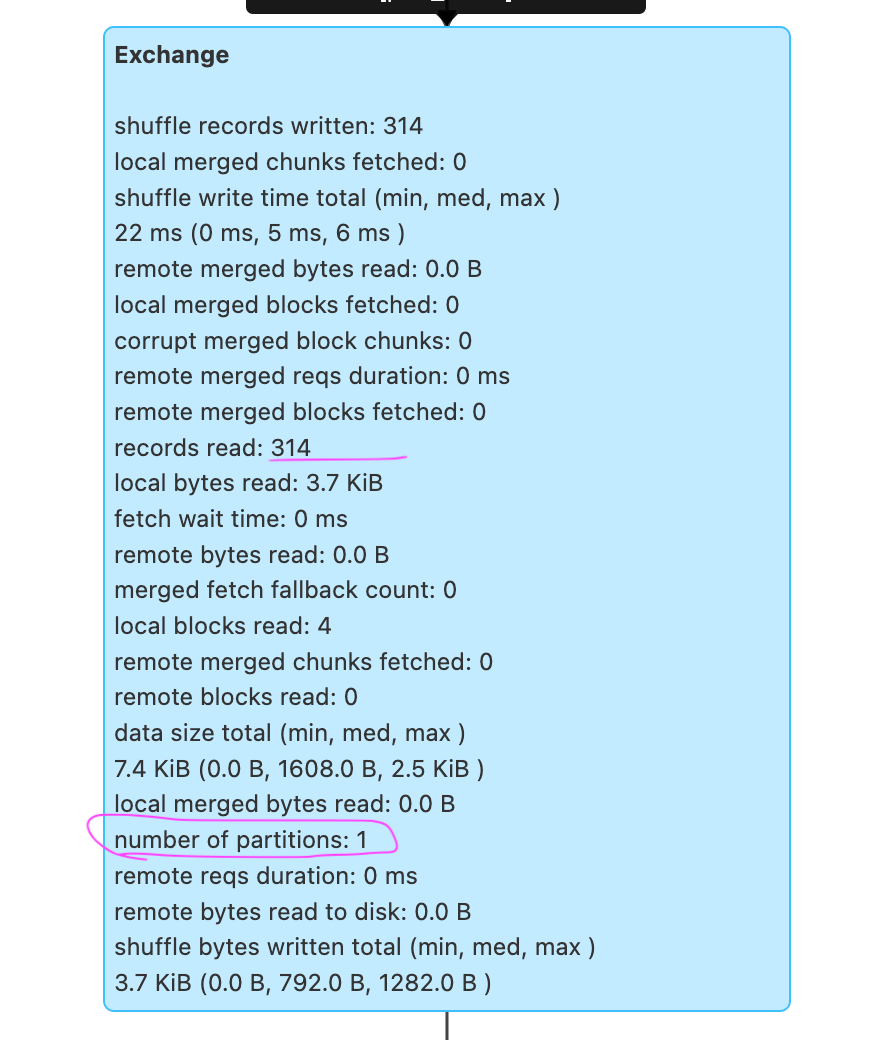 Exchange
shuffle records written: 314
local merged chunks fetched: 0
shuffle write time total (min, med, max )
22 ms (0 ms, 5 ms, 6 ms )
remote merged bytes read: 0.0 B
local merged blocks fetched: 0
corrupt merged block chunks: 0
remote merged reqs duration: 0 ms
remote merged blocks fetched: 0
records read: 314
local bytes read: 3.7 KiB
fetch wait time: 0 ms
remote bytes read: 0.0 B
merged fetch fallback count: 0
local blocks read: 4
remote merged chunks fetched: 0
remote blocks read: 0
data size total (min, med, max )
7.4 KiB (0.0 B, 1608.0 B, 2.5 KiB )
local merged bytes read: 0.0 B
number of partitions: 1
remote reqs duration: 0 ms
remote bytes read to disk: 0.0 B
shuffle bytes written total (min, med, max )
3.7 KiB (0.0 B, 792.0 B, 1282.0 B )